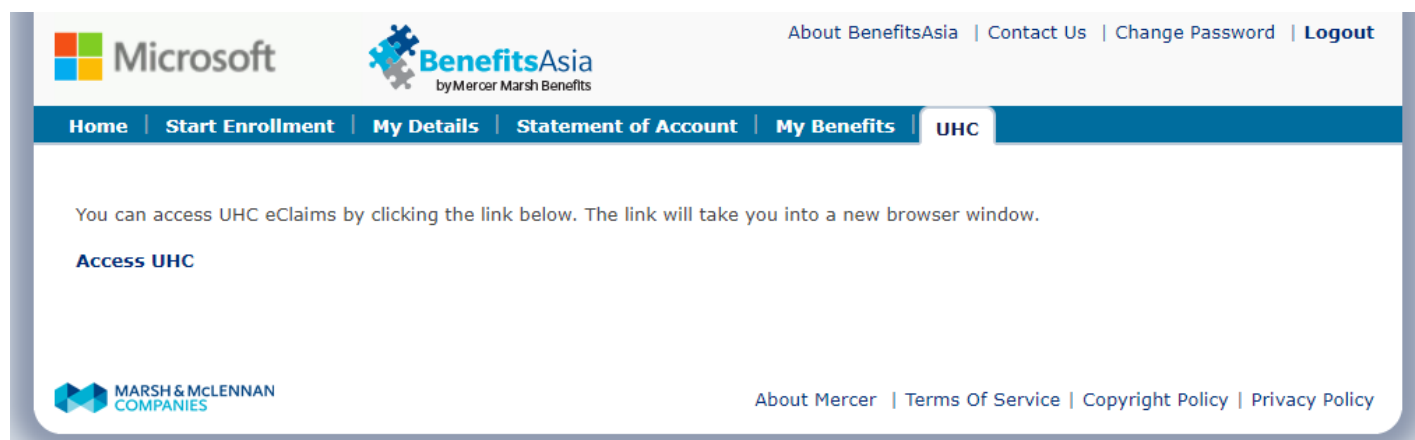 Microsoft
BenefitsAsia
by Mercer Marsh Benefits
About BenefitsAsia | Contact Us | Change Password | Logout
Home | Start Enrollment | My Details | Statement of Account | My Benefits | UHC
You can access UHC eClaims by clicking the link below. The link will take you into a new browser window.
Access UHC
MARSH & McLENNAN
COMPANIES
About Mercer | Terms Of Service | Copyright Policy | Privacy Policy